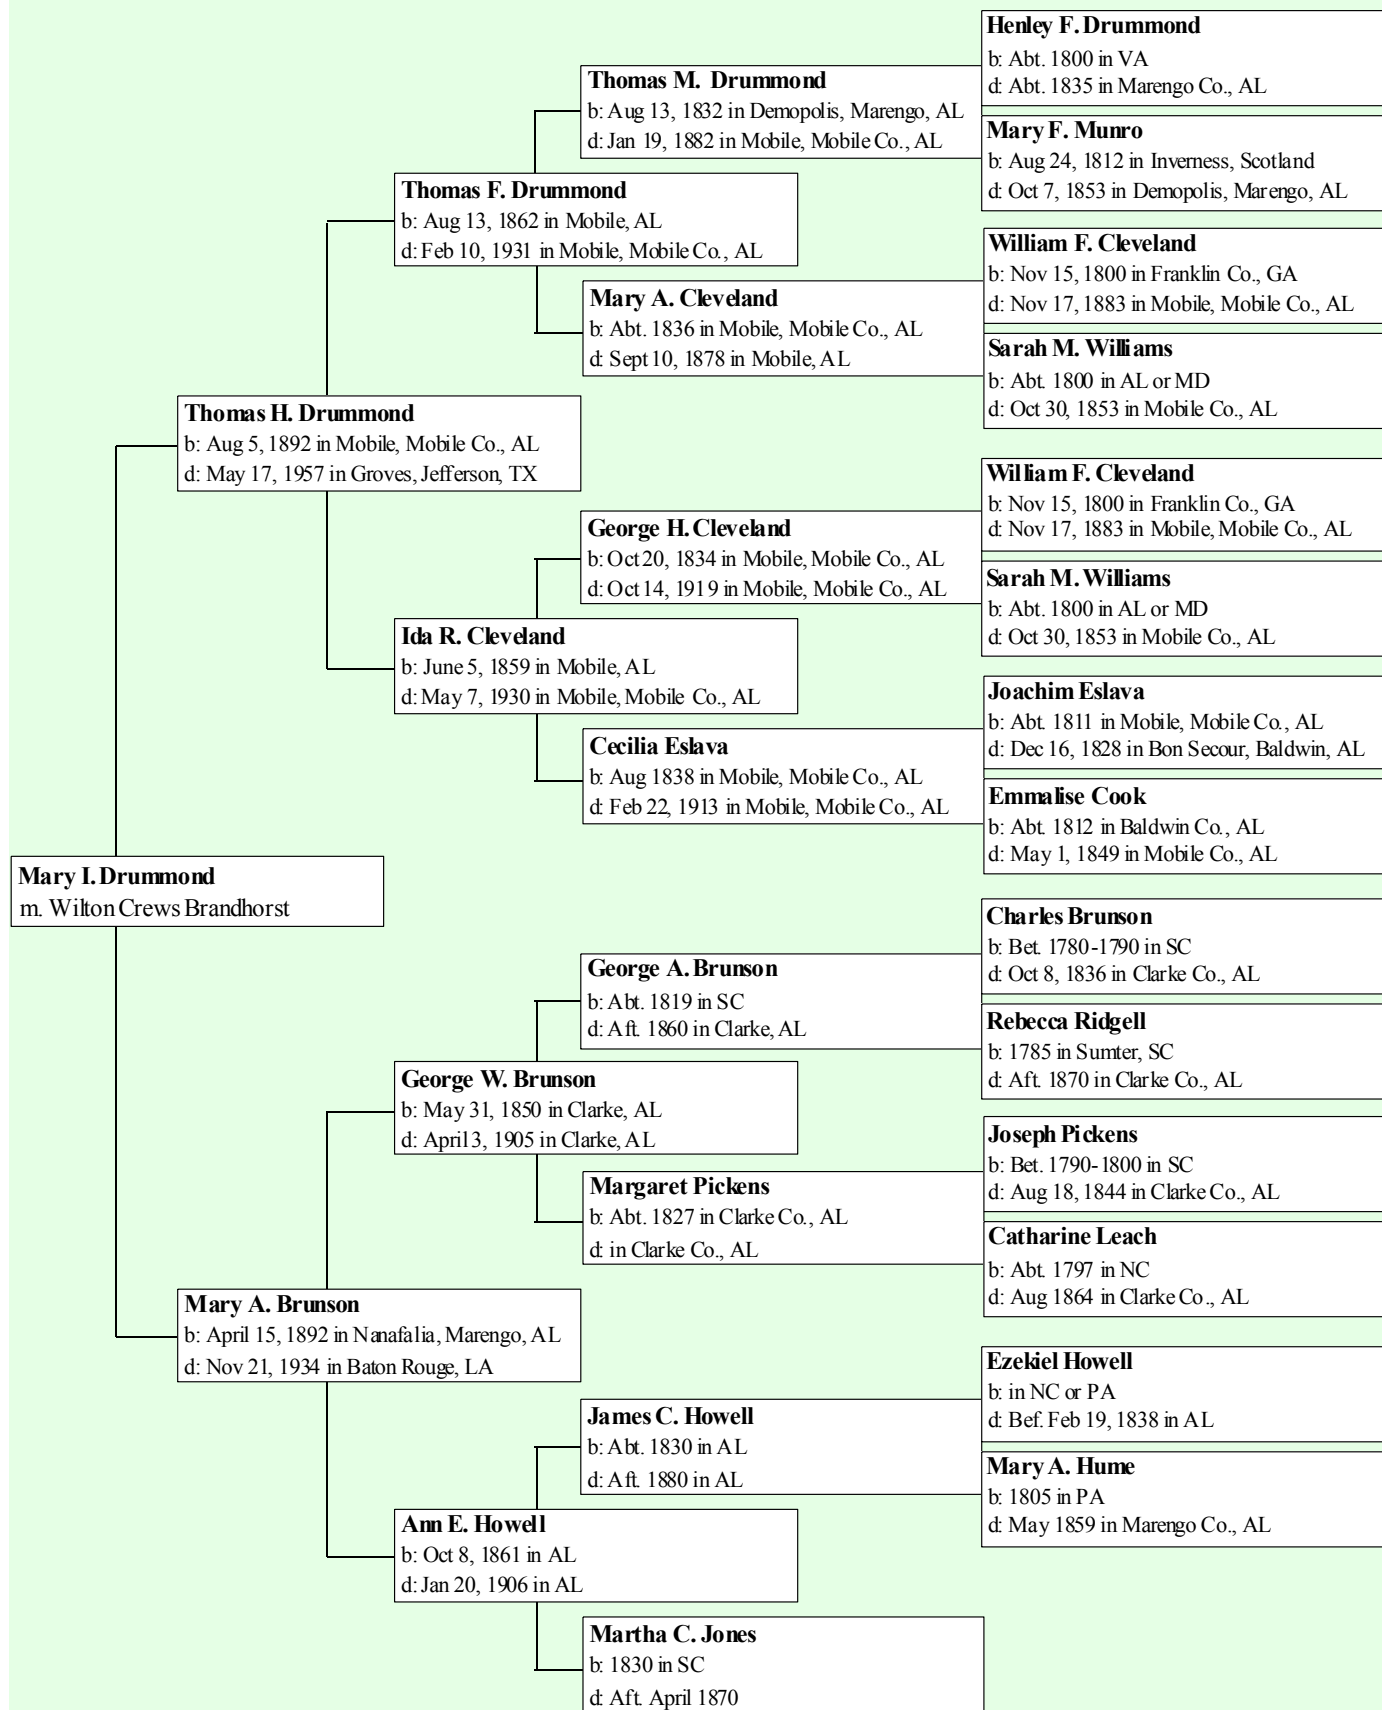 Henley F. Drummond
b: Abt. 1800 in VA
d: Abt. 1835 in Marengo Co., AL
Thomas M. Drummond
b: Aug 13, 1832 in Demopolis, Marengo, AL
d: Jan 19, 1882 in Mobile, Mobile Co., AL
Mary F. Munro
b: Aug 24, 1812 in Inverness, Scotland
d: Oct 7, 1853 in Demopolis, Marengo, AL
Thomas F. Drummond
b: Aug 13, 1862 in Mobile, AL
d: Feb 10, 1931 in Mobile, Mobile Co., AL
William F. Cleveland
b: Nov 15, 1800 in Franklin Co., GA
d: Nov 17, 1883 in Mobile, Mobile Co., AL
Mary A. Cleveland
b: Abt. 1836 in Mobile, Mobile Co., AL
d: Sept 10, 1878 in Mobile, AL
Sarah M. Williams
b: Abt. 1800 in AL or MD
d: Oct 30, 1853 in Mobile Co., AL
Thomas H. Drummond
b: Aug 5, 1892 in Mobile, Mobile Co., AL
d: May 17, 1957 in Groves, Jefferson, TX
William F. Cleveland
b: Nov 15, 1800 in Franklin Co., GA
d: Nov 17, 1883 in Mobile, Mobile Co., AL
George H. Cleveland
b: Oct 20, 1834 in Mobile, Mobile Co., AL
d: Oct 14, 1919 in Mobile, Mobile Co., AL
Sarah M. Williams
b: Abt. 1800 in AL or MD
d: Oct 30, 1853 in Mobile Co., AL
Ida R. Cleveland
b: June 5, 1859 in Mobile, AL
d: May 7, 1930 in Mobile, Mobile Co., AL
Joachim Eslava
b: Abt. 1811 in Mobile, Mobile Co., AL
d: Dec 16, 1828 in Bon Secour, Baldwin, AL
Cecilia Eslava
b: Aug 1838 in Mobile, Mobile Co., AL
d: Feb 22, 1913 in Mobile, Mobile Co., AL
Emmalise Cook
b: Abt. 1812 in Baldwin Co., AL
d: May 1, 1849 in Mobile Co., AL
Mary I. Drummond
m. Wilton Crews Brandhorst
Charles Brunson
b: Bet. 1780-1790 in SC
d: Oct 8, 1836 in Clarke Co., AL
George A. Brunson
b: Abt. 1819 in SC
d: Aft. 1860 in Clarke, AL
Rebecca Ridgell
b: 1785 in Sumter, SC
d: Aft. 1870 in Clarke Co., AL
George W. Brunson
b: May 31, 1850 in Clarke, AL
d: April 3, 1905 in Clarke, AL
Joseph Pickens
b: Bet. 1790-1800 in SC
d: Aug 18, 1844 in Clarke Co., AL
Margaret Pickens
b: Abt. 1827 in Clarke Co., AL
d: in Clarke Co., AL
Catharine Leach
b: Abt. 1797 in NC
d: Aug 1864 in Clarke Co., AL
Mary A. Brunson
b: April 15, 1892 in Nanafalia, Marengo, AL
d: Nov 21, 1934 in Baton Rouge, LA
Ezekiel Howell
b: in NC or PA
d: Bef. Feb 19, 1838 in AL
James C. Howell
b: Abt. 1830 in AL
d: Aft. 1880 in AL
Mary A. Hume
b: 1805 in PA
d: May 1859 in Marengo Co., AL
Ann E. Howell
b: Oct 8, 1861 in AL
d: Jan 20, 1906 in AL
Martha C. Jones
b: 1830 in SC
d: Aft. April 1870